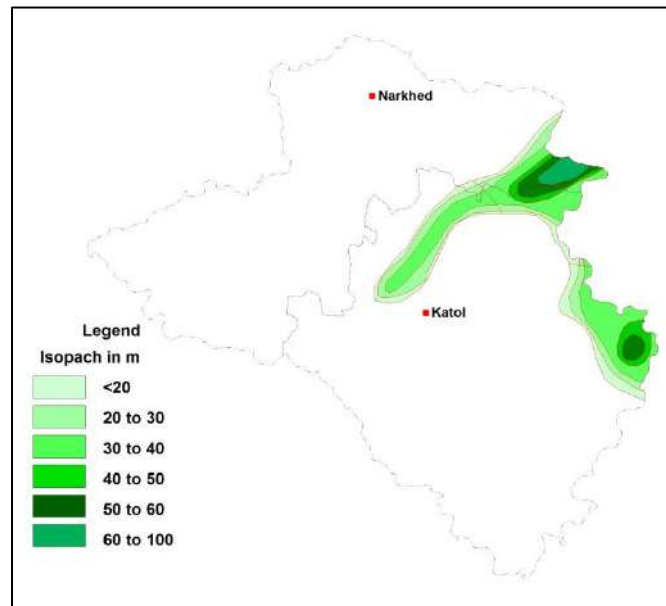 Narkhed
Katol
Legend
Isopach in m
<20
20 to 30
30 to 40
40 to 50
50 to 60
60 to 100